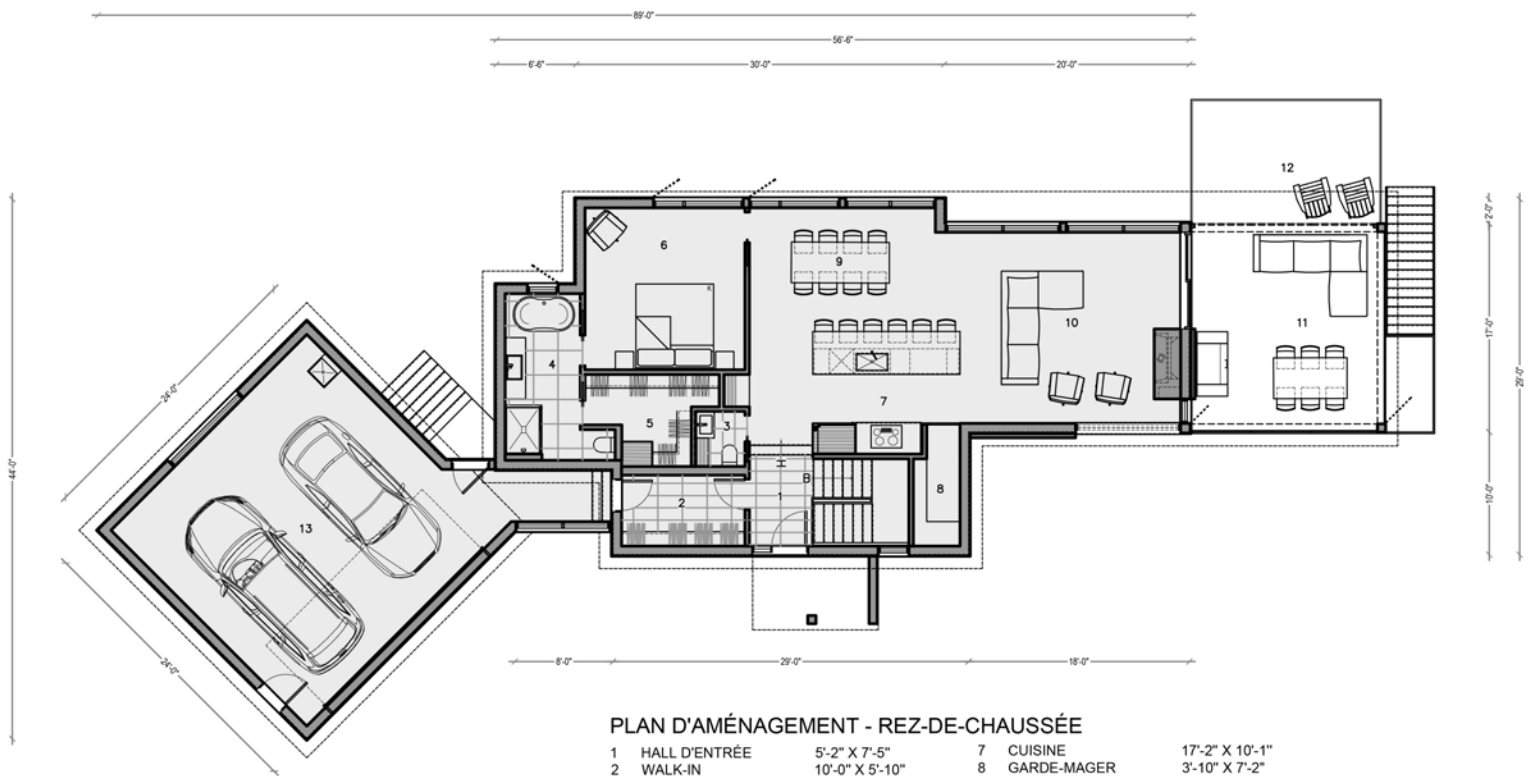 89'-0"
56'-6"
6'-6" 30'-0" 20'-0"
12
2'-0"
6 9
K
10 11
17'-0"
4
24'-0"
29'-0"
7
5 3
44'-0"
H
B
8
2 1
10'-0"
13
24'-0"
8'-0" 29'-0" 18'-0"
PLAN D'AMÉNAGEMENT - REZ-DE-CHAUSSÉE
1 HALL D'ENTRÉE 5'-2" X 7'-5" 7 CUISINE 17'-2" X 10'-1"
2 WALK-IN 10'-0" X 5'-10" 8 GARDE-MAGER 3'-10" X 7'-2"